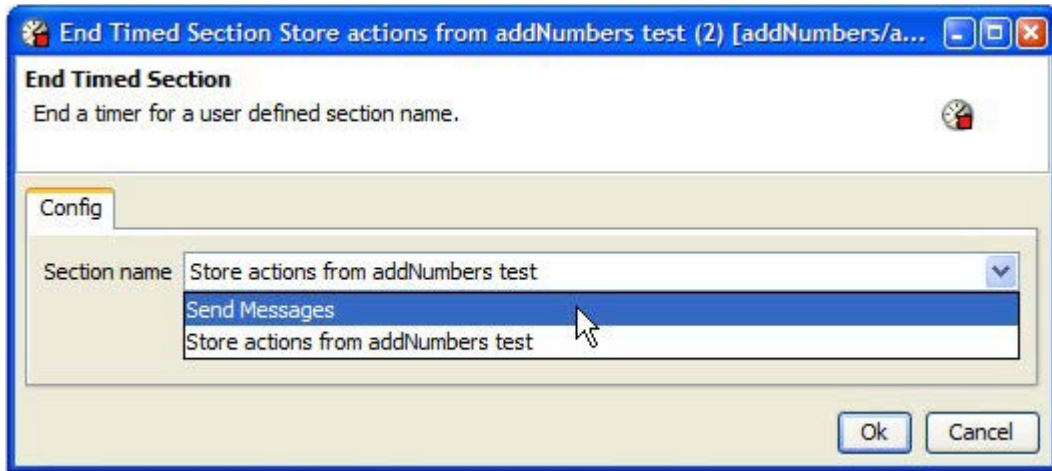 End Timed Section Store actions from addNumbers test (2) [addNumbers/a...
End Timed Section
End a timer for a user defined section name.
Config
Section name Store actions from addNumbers test
Send Messages
Store actions from addNumbers test
Ok Cancel